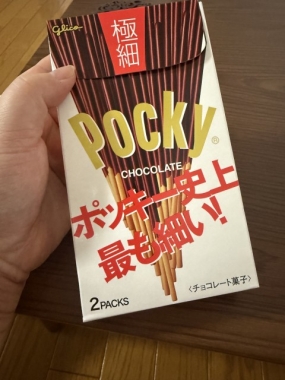 glico
極細
POCKY
®
CHOCOLATE
ポッキー史上
最も細い!
2PACKS
〈チョコレート菓子〉